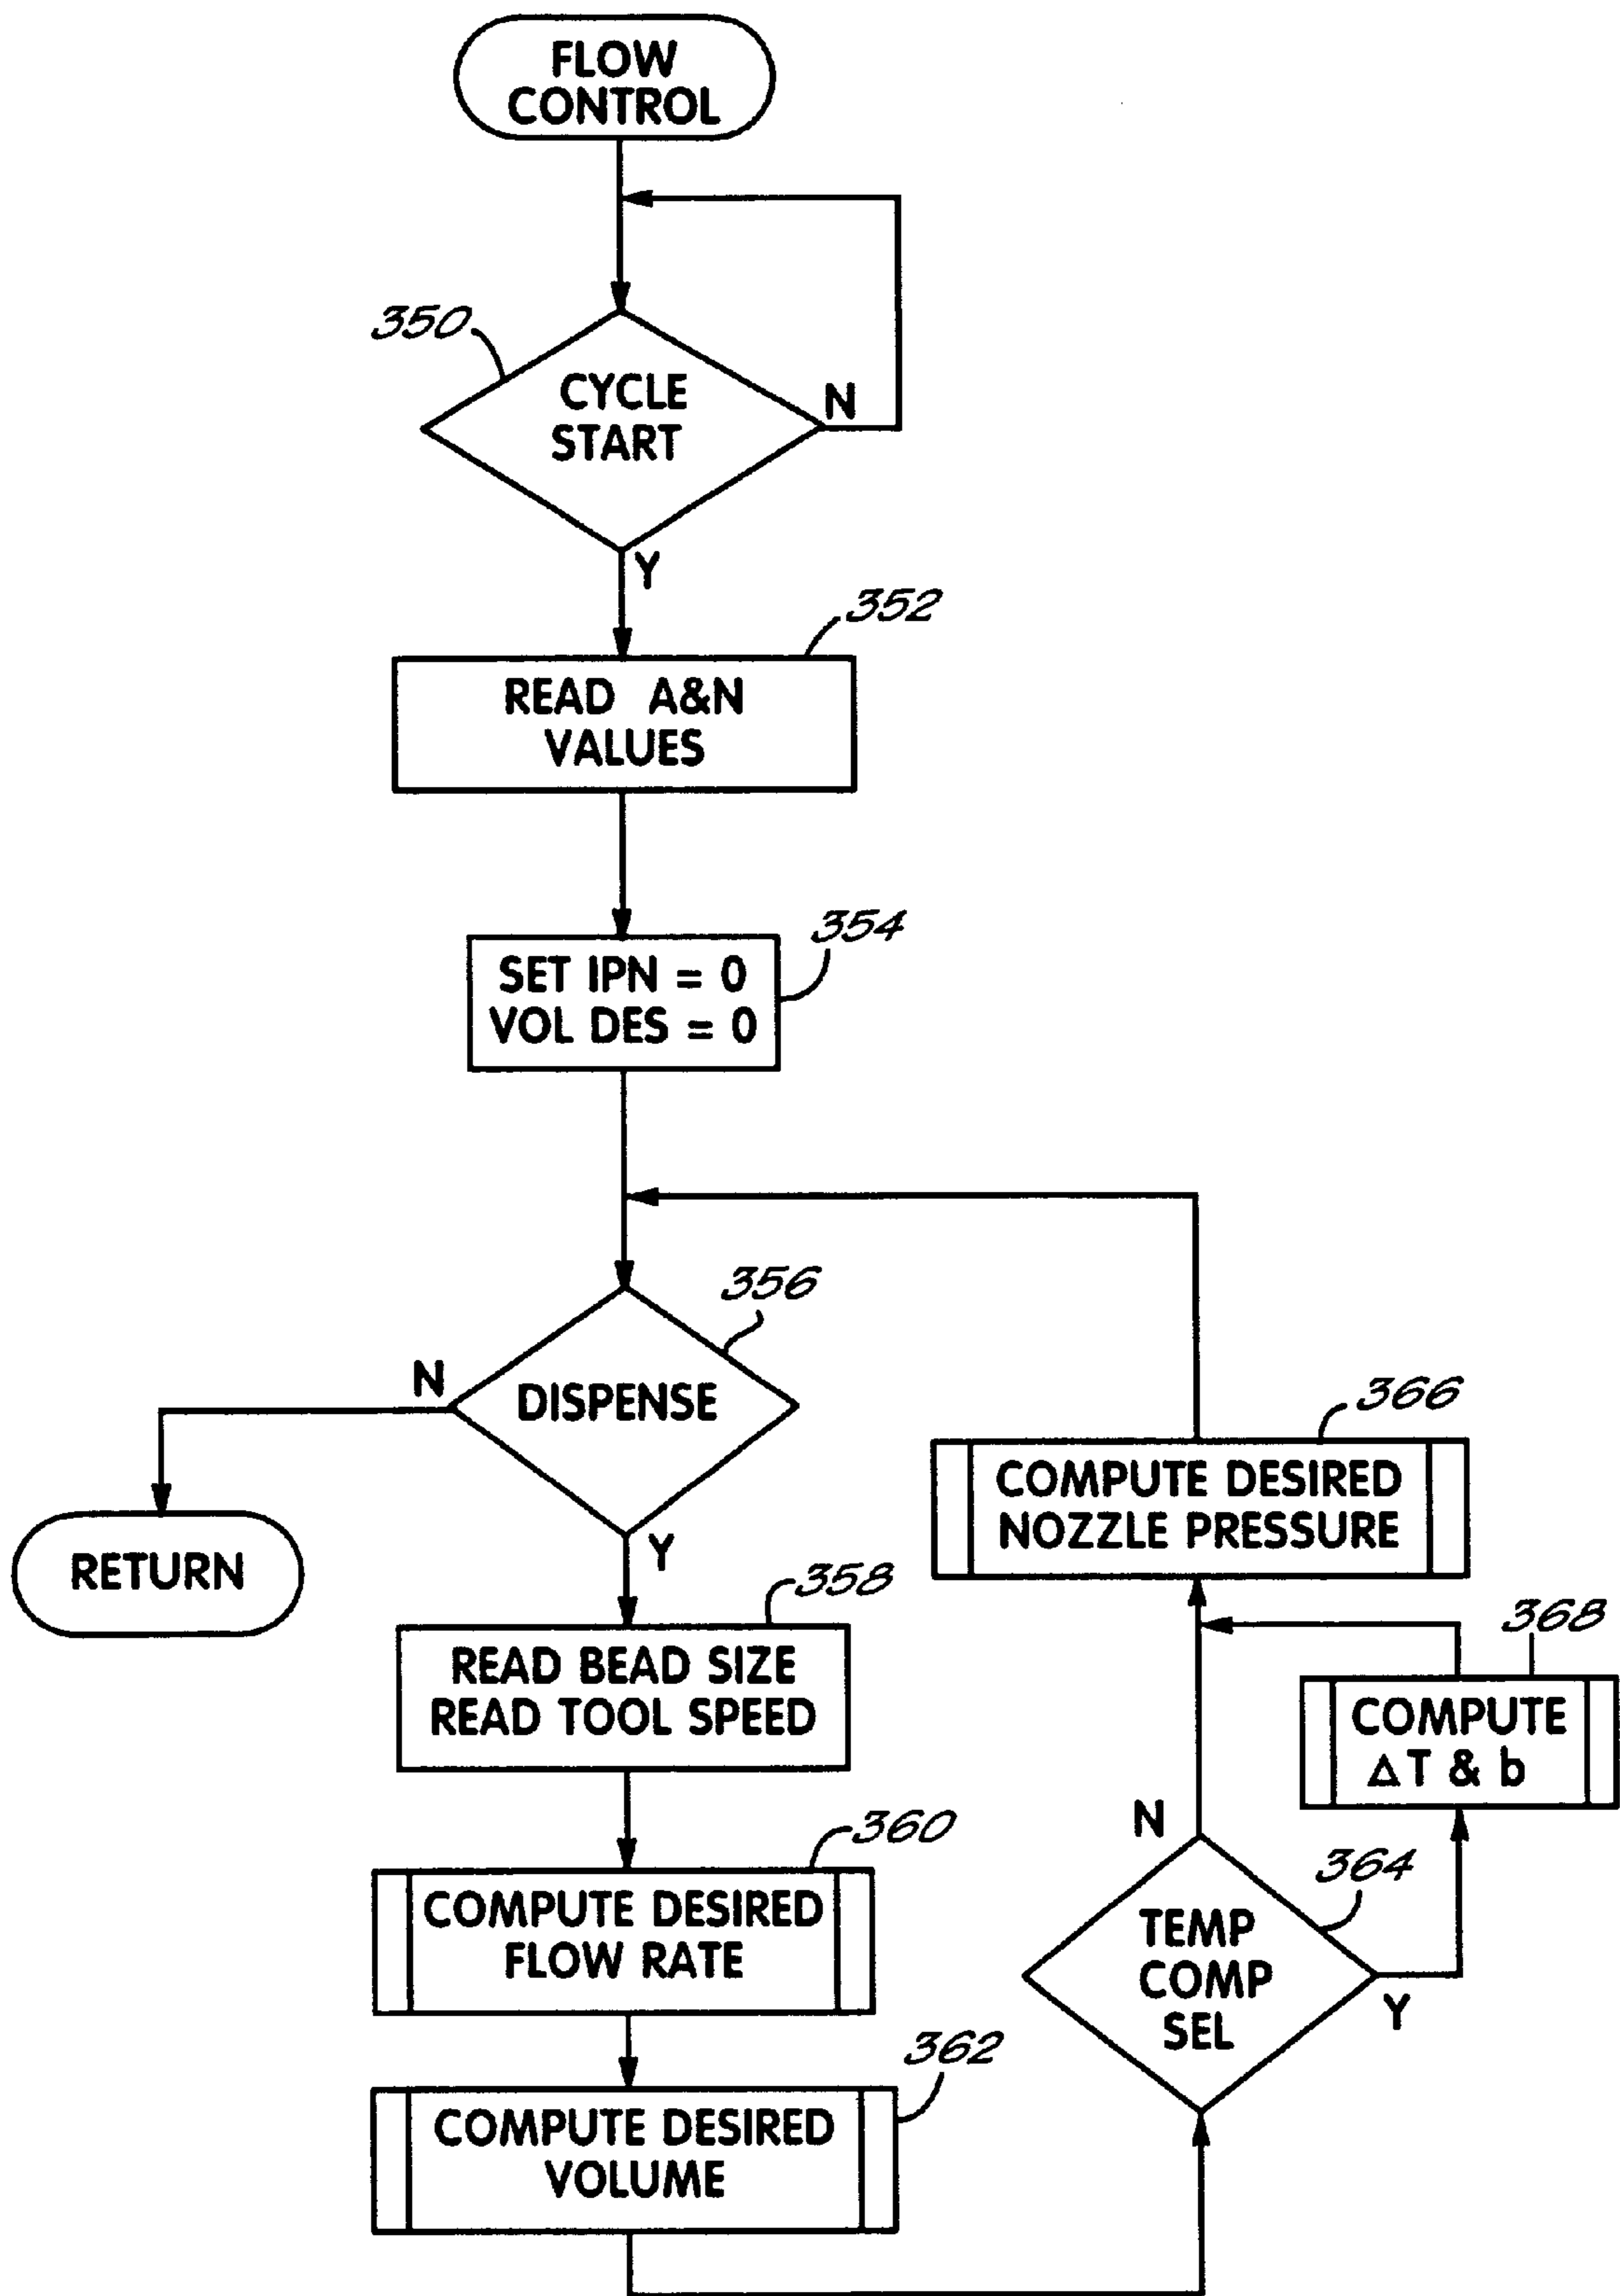 FLOW
CONTROL
350
CYCLE
START
N
Y
352
READ A&N
VALUES
354
SET IPN = 0
VOL DES = 0
356
N
DISPENSE
Y
RETURN
358
READ BEAD SIZE
READ TOOL SPEED
360
COMPUTE DESIRED
FLOW RATE
362
COMPUTE DESIRED
VOLUME
364
TEMP
COMP
SEL
N
Y
368
COMPUTE
ΔT & b
366
COMPUTE DESIRED
NOZZLE PRESSURE